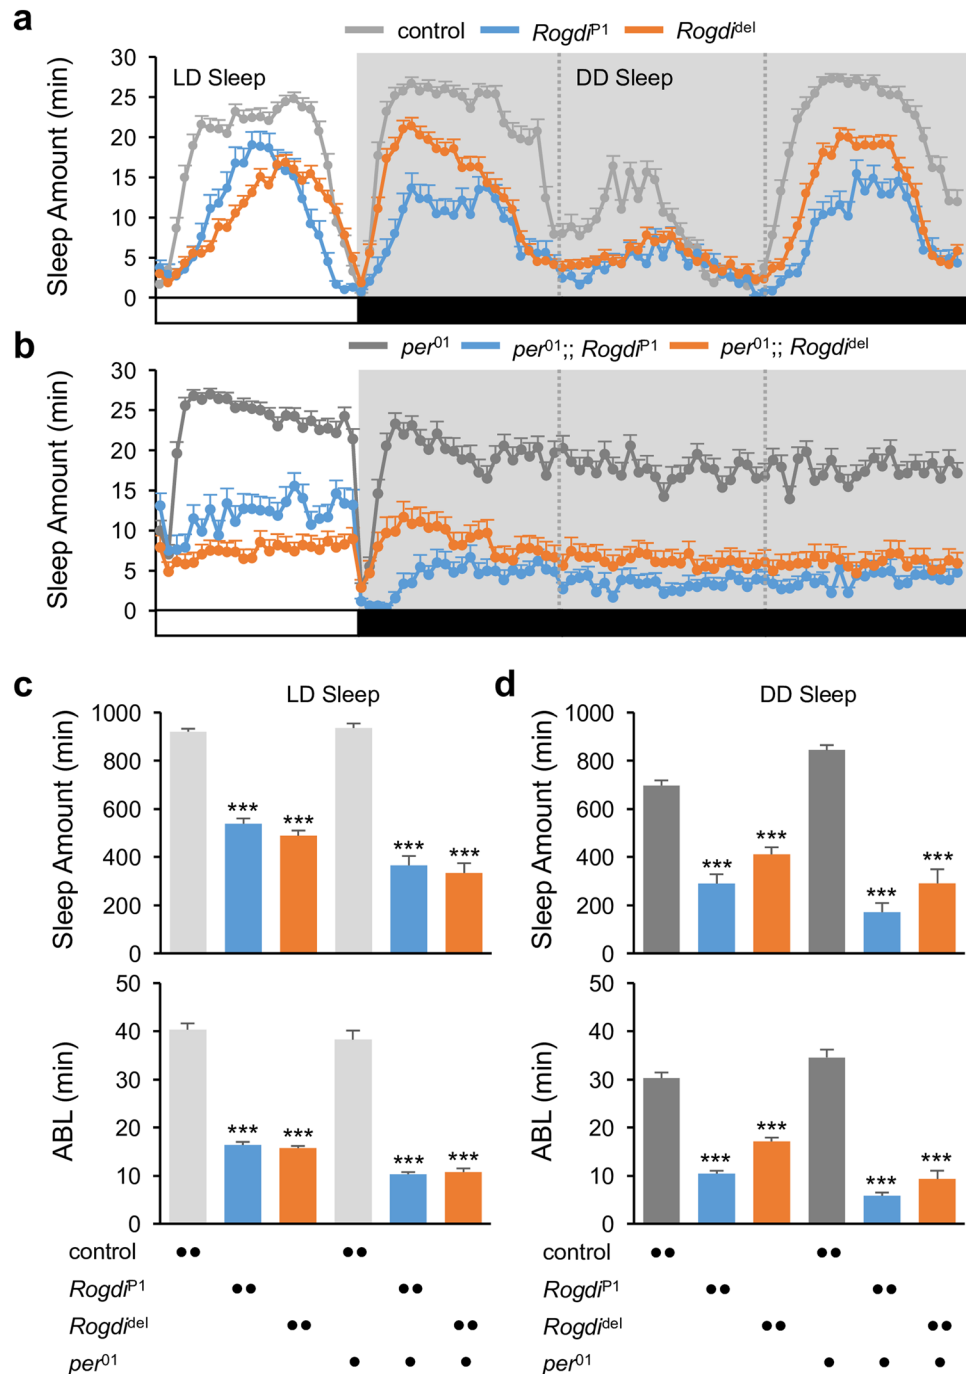 a
control Rogdi^P1 Rogdi^del
LD Sleep DD Sleep
Sleep Amount (min)
30
25
20
15
10
5
0
b
per^01 per^01;; Rogdi^P1 per^01;; Rogdi^del
Sleep Amount (min)
30
25
20
15
10
5
0
c
LD Sleep
Sleep Amount (min)
1000
800
600
400
200
0
*** *** *** ***
ABL (min)
50
40
30
20
10
0
*** *** *** ***
control
Rogdi^P1
Rogdi^del
per^01
d
DD Sleep
Sleep Amount (min)
1000
800
600
400
200
0
*** *** *** ***
ABL (min)
50
40
30
20
10
0
*** *** *** ***
control
Rogdi^P1
Rogdi^del
per^01